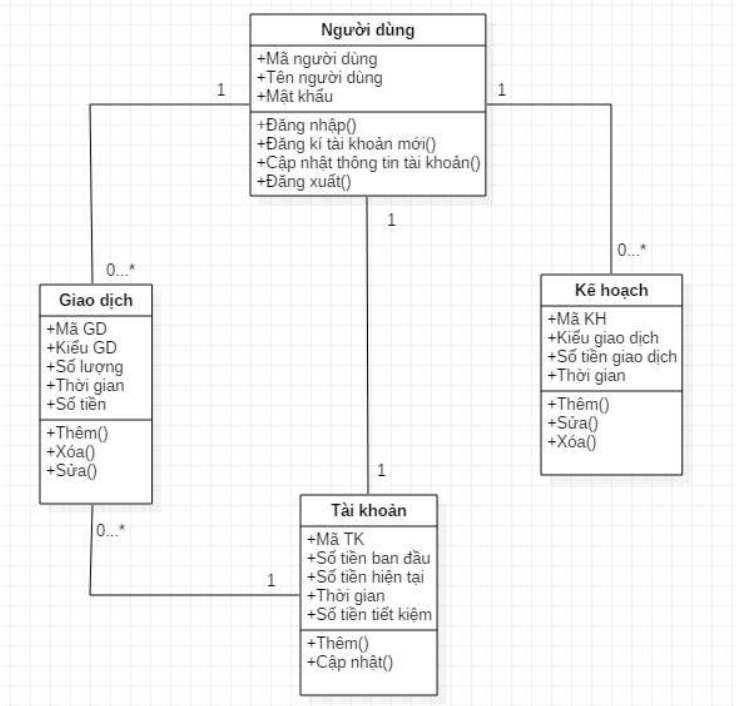 Người dùng
+Mã người dùng
+Tên người dùng
+Mật khẩu
+Đăng nhập()
+Đăng kí tài khoản mới()
+Cập nhật thông tin tài khoản()
+Đăng xuất()
1
1
1
0...*
0...*
Giao dịch
+Mã GD
+Kiểu GD
+Số lượng
+Thời gian
+Số tiền
+Thêm()
+Xóa()
+Sửa()
Kế hoạch
+Mã KH
+Kiểu giao dịch
+Số tiền giao dịch
+Thời gian
+Thêm()
+Sửa()
+Xóa()
0...*
1
1
Tài khoản
+Mã TK
+Số tiền ban đầu
+Số tiền hiện tại
+Thời gian
+Số tiền tiết kiệm
+Thêm()
+Cập nhật()